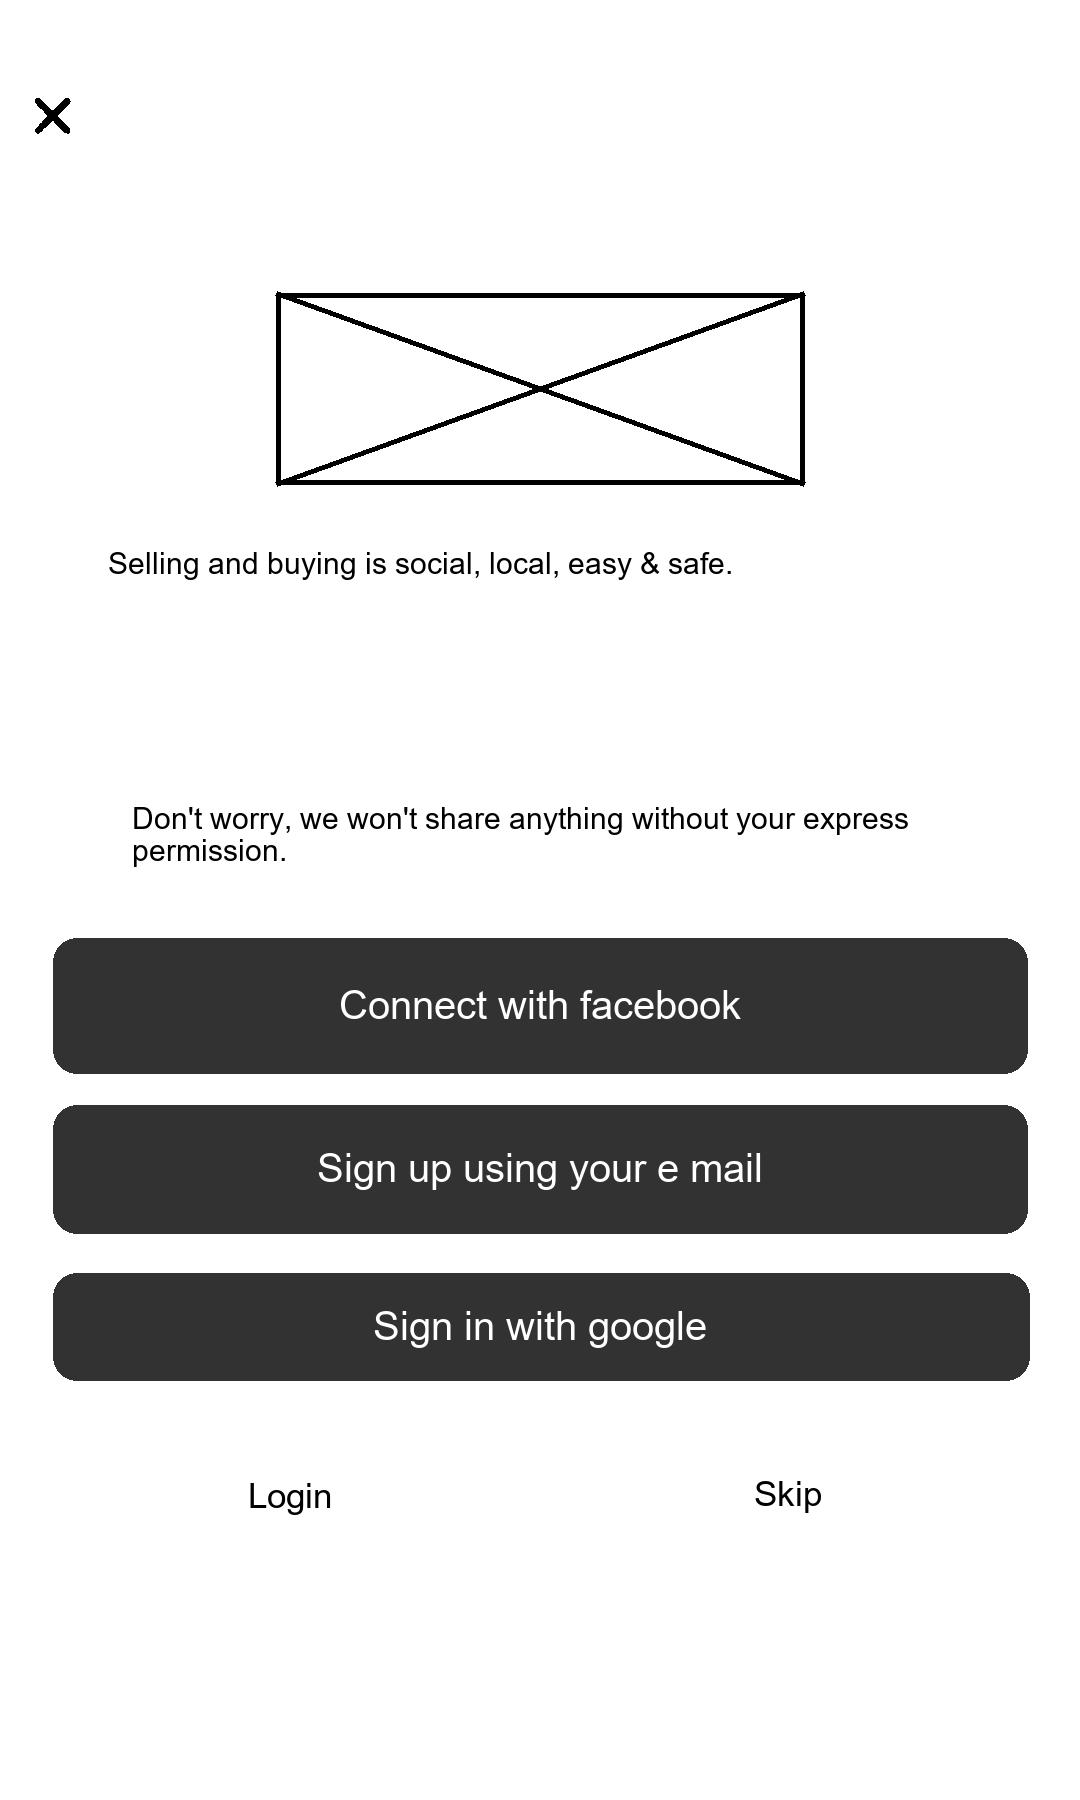 Selling and buying is social, local, easy & safe.
Don't worry, we won't share anything without your express
permission.
Connect with facebook
Sign up using your e mail
Sign in with google
Login
Skip